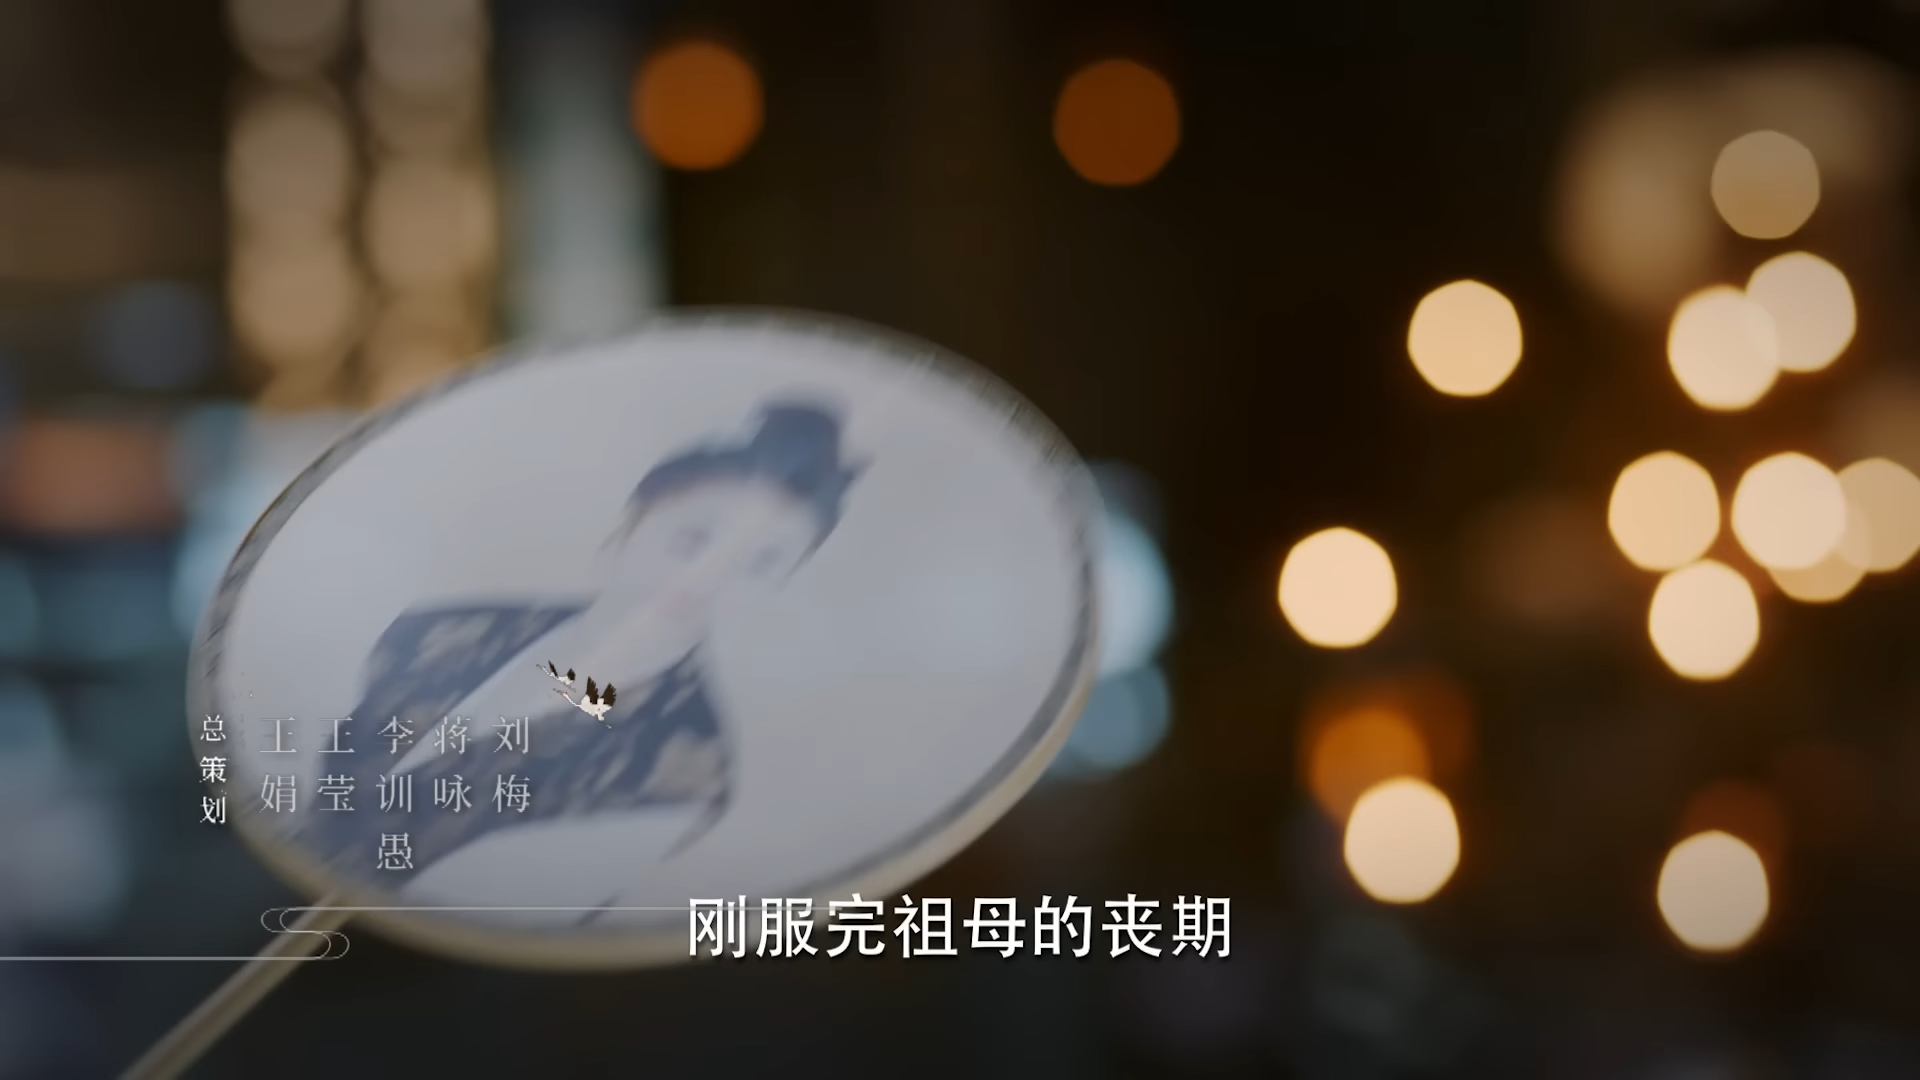 总策划
王娟
王莹
李训愚
蒋咏
刘梅
刚服完祖母的丧期